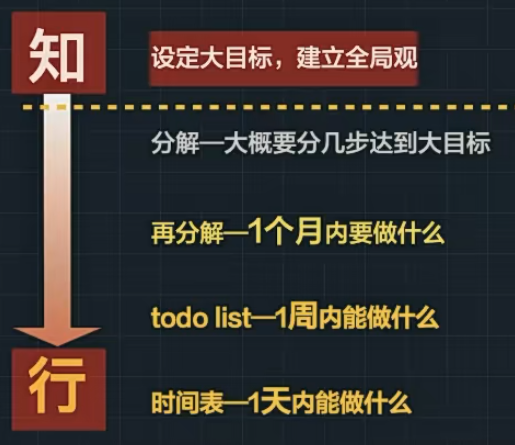 知
设定大目标，建立全局观
分解—大概要分几步达到大目标
再分解—1个月内要做什么
todo list—1周内能做什么
行
时间表—1天内能做什么